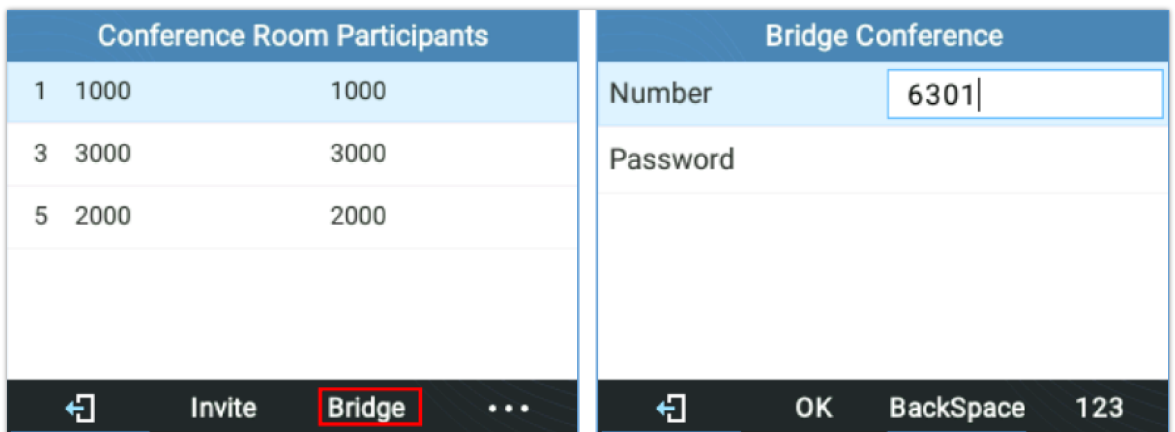 Conference Room Participants
1 1000 1000
3 3000 3000
5 2000 2000
Invite Bridge ...
Bridge Conference
Number 6301
Password
OK BackSpace 123